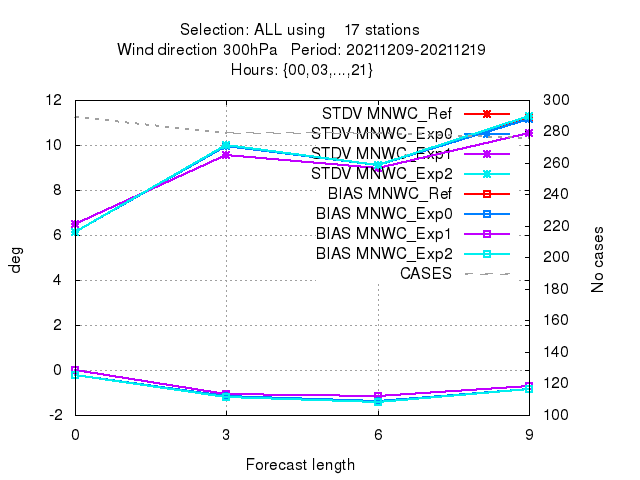 Selection: ALL using    17 stations
Wind direction 300hPa   Period: 20211209-20211219
Hours: {00,03,...,21}
12 300
10 280
8 260
6 240
4 220
2 200
0 180
-2 160
140
120
100
STDV MNWC_Ref
STDV MNWC_Exp0
STDV MNWC_Exp1
STDV MNWC_Exp2
BIAS MNWC_Ref
BIAS MNWC_Exp0
BIAS MNWC_Exp1
BIAS MNWC_Exp2
CASES
deg
No cases
0 3 6 9
Forecast length